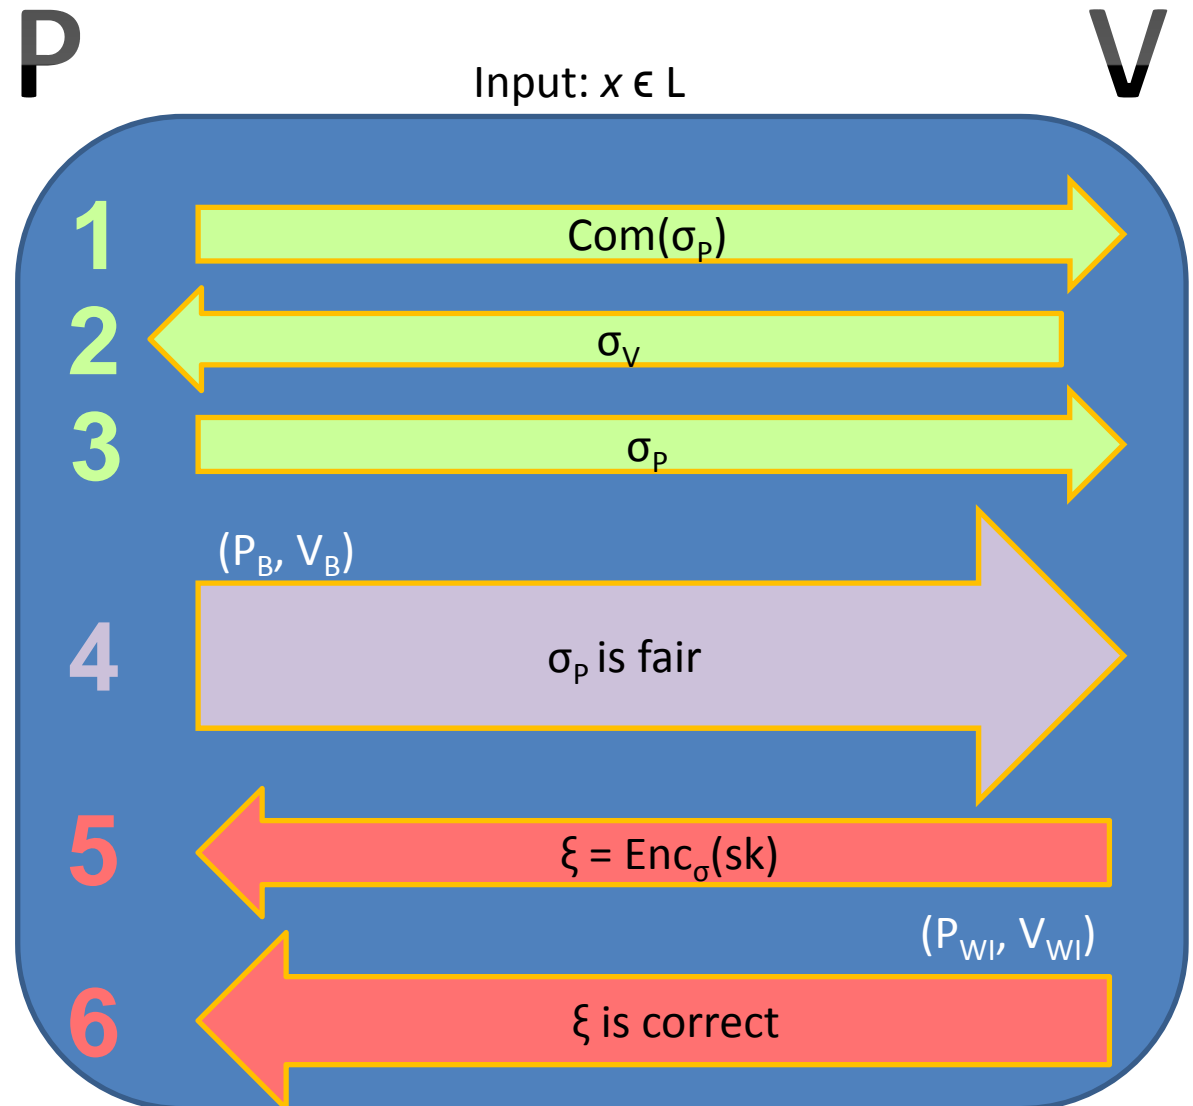 P
V
Input: x ϵ L
1
Com(σP)
2
σV
3
σP
(PB, VB)
4
σP is fair
5
ξ = Encσ(sk)
(PWI, VWI)
6
ξ is correct